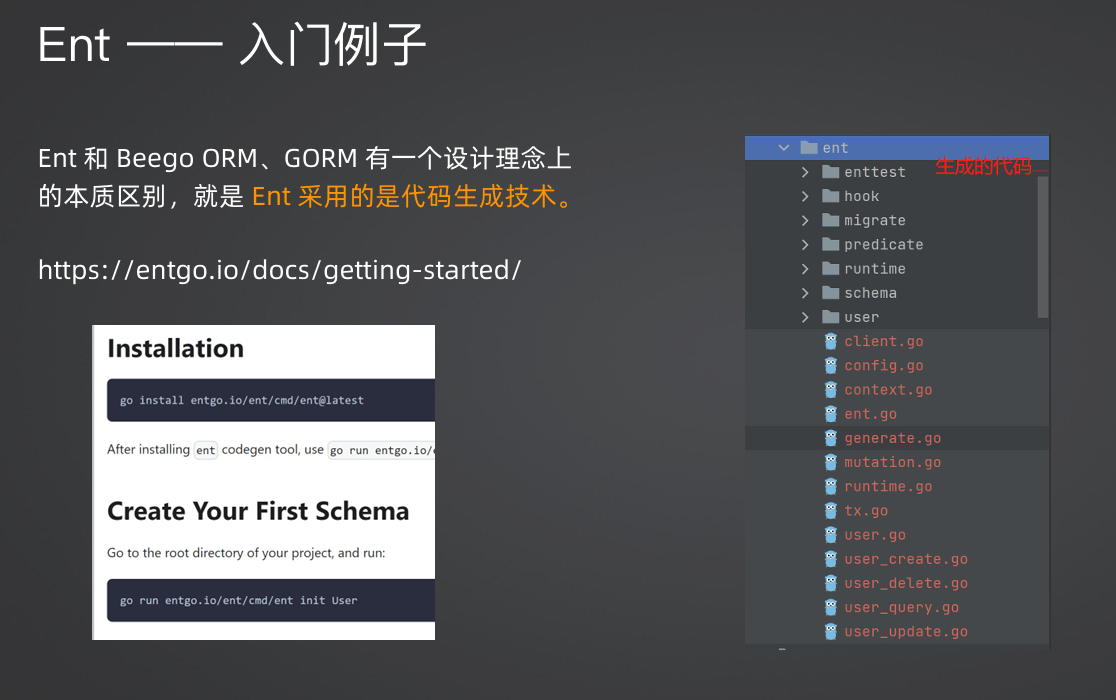 Ent —— 入门例子
Ent 和 Beego ORM、GORM 有一个设计理念上
的本质区别，就是 Ent 采用的是代码生成技术。
https://entgo.io/docs/getting-started/
Installation
go install entgo.io/ent/cmd/ent@latest
After installing ent codegen tool, use go run entgo.io/
Create Your First Schema
Go to the root directory of your project, and run:
go run entgo.io/ent/cmd/ent init User
ent
生成的代码
enttest
hook
migrate
predicate
runtime
schema
user
client.go
config.go
context.go
ent.go
generate.go
mutation.go
runtime.go
tx.go
user.go
user_create.go
user_delete.go
user_query.go
user_update.go